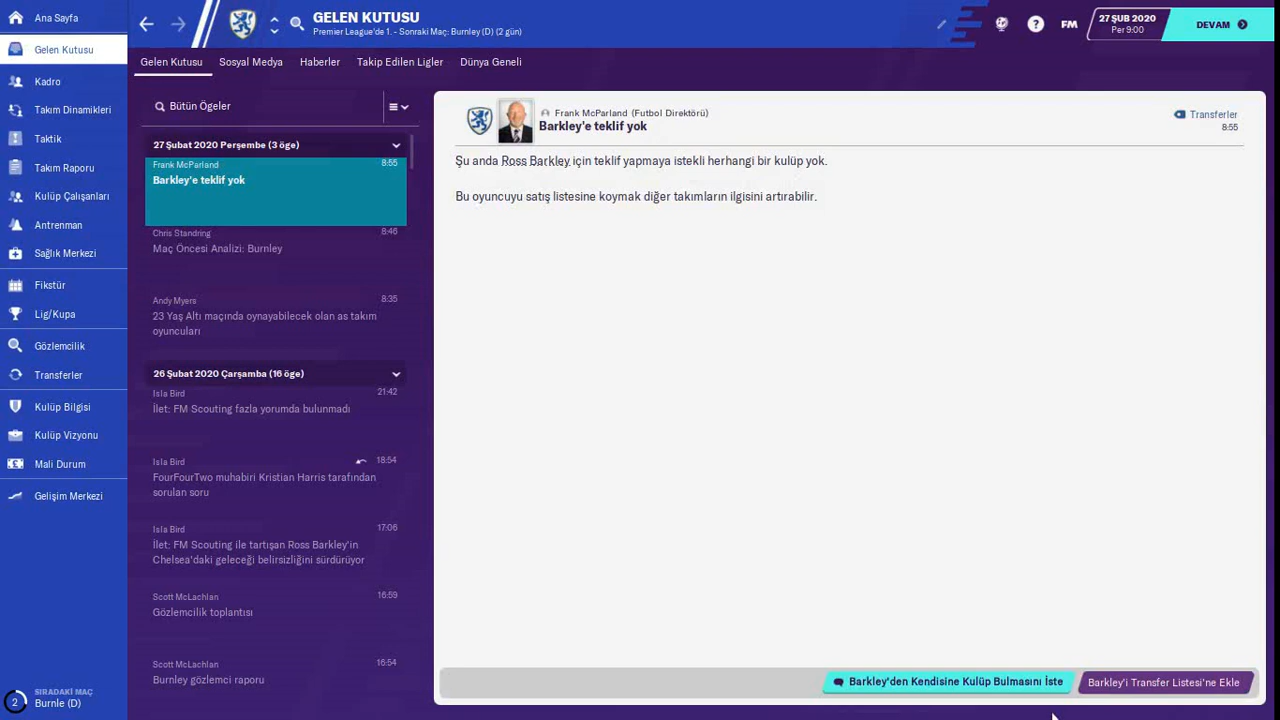 Ana Sayfa
Gelen Kutusu
Kadro
Takım Dinamikleri
Taktik
Takım Raporu
Kulüp Çalışanları
Antrenman
Sağlık Merkezi
Fikstür
Lig/Kupa
Gözlemcilik
Transferler
Kulüp Bilgisi
Kulüp Vizyonu
Mali Durum
Gelişim Merkezi
2
SIRADAKİ MAÇ
Burnle (D)
GELEN KUTUSU
Premier League'de 1. - Sonraki Maç: Burnley (D) (2 gün)
?
FM
27 ŞUB 2020
Per 9:00
DEVAM
Gelen Kutusu
Sosyal Medya
Haberler
Takip Edilen Ligler
Dünya Geneli
Bütün Ögeler
27 Şubat 2020 Perşembe (3 öge)
Frank McParland 8:55
Barkley'e teklif yok
Chris Standring 8:46
Maç Öncesi Analizi: Burnley
Andy Myers 8:35
23 Yaş Altı maçında oynayabilecek olan as takım
oyuncuları
26 Şubat 2020 Çarşamba (16 öge)
Isla Bird 21:42
İlet: FM Scouting fazla yorumda bulunmadı
Isla Bird 18:54
FourFourTwo muhabiri Kristian Harris tarafından
sorulan soru
Isla Bird 17:06
İlet: FM Scouting ile tartışan Ross Barkley'in
Chelsea'daki geleceği belirsizliğini sürdürüyor
Scott McLachlan 16:59
Gözlemcilik toplantısı
Scott McLachlan 16:54
Burnley gözlemci raporu
Frank McParland (Futbol Direktörü)
Barkley'e teklif yok
Transferler
8:55
Şu anda Ross Barkley için teklif yapmaya istekli herhangi bir kulüp yok.
Bu oyuncuyu satış listesine koymak diğer takımların ilgisini artırabilir.
Barkley'den Kendisine Kulüp Bulmasını İste
Barkley'i Transfer Listesi'ne Ekle